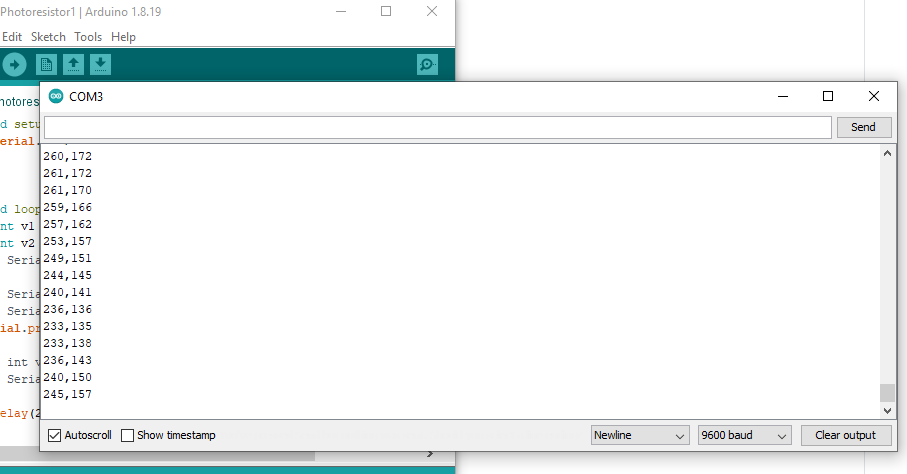 Photoresistor1 | Arduino 1.8.19
Edit Sketch Tools Help
COM3
Send
260,172
261,172
261,170
259,166
257,162
253,157
249,151
244,145
240,141
236,136
233,135
233,138
236,143
240,150
245,157
hotores
d setu
erial.
d loop
nt v1
nt v2
Seria
Seria
Seria
ial.pr
int v
Seria
elay(2
Autoscroll
Show timestamp
Newline
9600 baud
Clear output